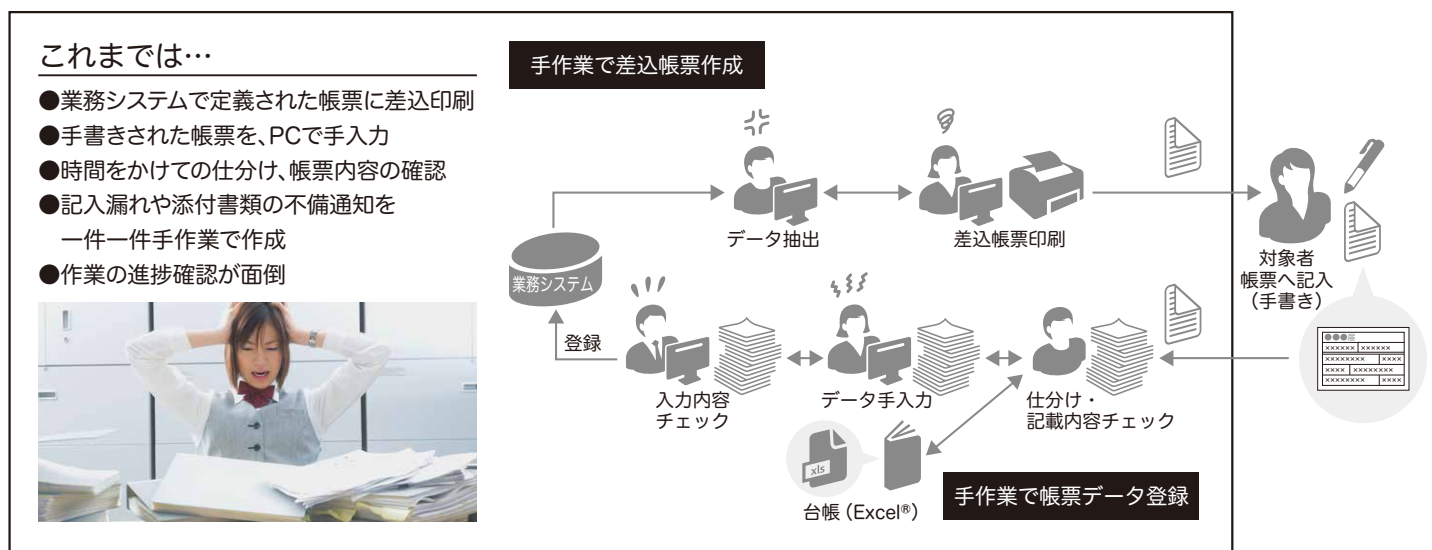 これまでは…
●業務システムで定義された帳票に差込印刷
●手書きされた帳票を、PCで手入力
●時間をかけての仕分け、帳票内容の確認
●記入漏れや添付書類の不備通知を
一件一件手作業で作成
●作業の進捗確認が面倒
手作業で差込帳票作成
データ抽出
差込帳票印刷
対象者
帳票へ記入
（手書き）
業務システム
登録
入力内容
チェック
データ手入力
仕分け・
記載内容チェック
●●●
×××××× ××××××
×××××××× ××××
×××× ××××××××
×××××××× ××××
xls
台帳（Excel®）
手作業で帳票データ登録